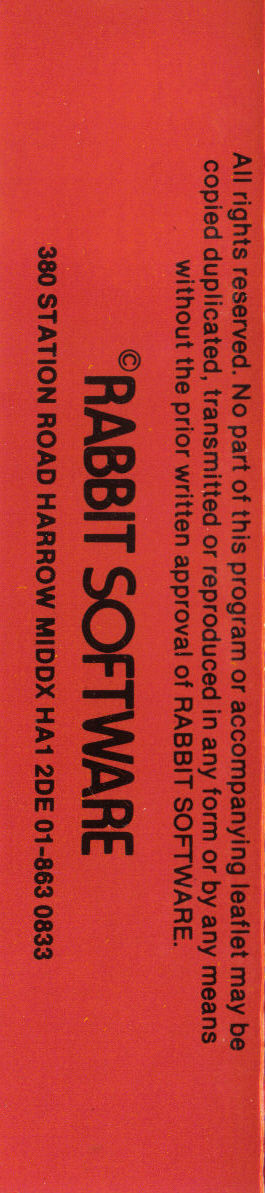 All rights reserved. No part of this program or accompanying leaflet may be
copied duplicated, transmitted or reproduced in any form or by any means
without the prior written approval of RABBIT SOFTWARE.
© RABBIT SOFTWARE
380 STATION ROAD HARROW MIDDX HA1 2DE 01-863 0833